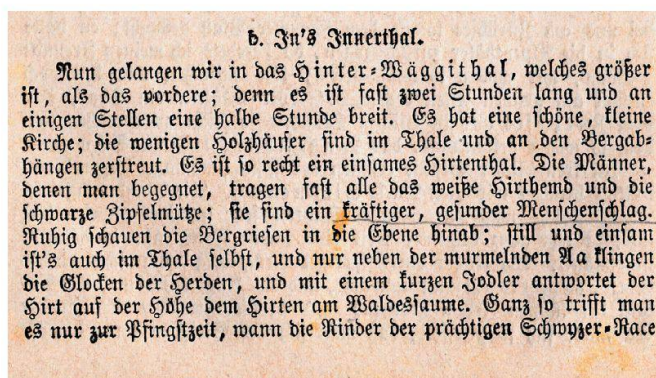 b. In's Innerthal.
Nun gelangen wir in das Hinter-Wäggithal, welches größer
ist, als das vordere; denn es ist fast zwei Stunden lang und an
einigen Stellen eine halbe Stunde breit. Es hat eine schöne, kleine
Kirche; die wenigen Holzhäuser sind im Thale und an den Bergab-
hängen zerstreut. Es ist so recht ein einsames Hirtenthal. Die Männer,
denen man begegnet, tragen fast alle das weiße Hirthemd und die
schwarze Zipfelmütze; sie sind ein kräftiger, gesunder Menschenschlag.
Ruhig schauen die Bergriesen in die Ebene hinab; still und einsam
ist's auch im Thale selbst, und nur neben der murmelnden Aa klingen
die Glocken der Herden, und mit einem kurzen Jodler antwortet der
Hirt auf der Höhe dem Hirten am Waldessaume. Ganz so trifft man
es nur zur Pfingstzeit, wann die Rinder der prächtigen Schwyzer-Race